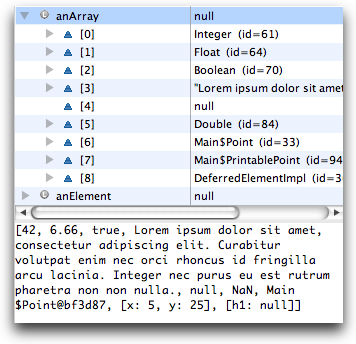 anArray null
[0] Integer (id=61)
[1] Float (id=64)
[2] Boolean (id=70)
[3] "Lorem ipsum dolor sit amet
[4] null
[5] Double (id=84)
[6] Main$Point (id=33)
[7] Main$PrintablePoint (id=94
[8] DeferredElementImpl (id=3
anElement null
[42, 6.66, true, Lorem ipsum dolor sit amet,
consectetur adipiscing elit. Curabitur
volutpat enim nec orci rhoncus id fringilla
arcu lacinia. Integer nec purus eu est rutrum
pharetra non non nulla., null, NaN, Main
$Point@bf3d87, [x: 5, y: 25], [h1: null]]